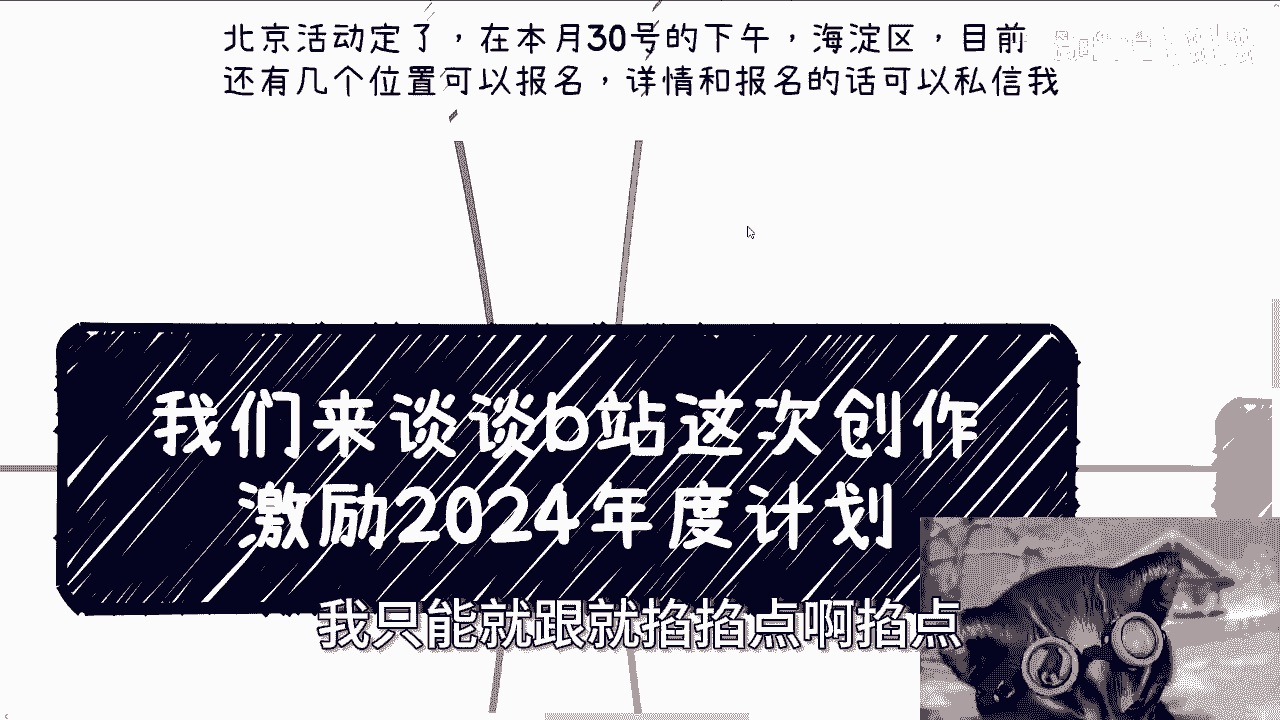 北京活动定了，在本月30号的下午，海淀区，目前
还有几个位置可以报名，详情和报名的话可以私信我
我们来谈谈b站这次创作
激励2024年度计划
我只能就跟就掐掐点啊掐点